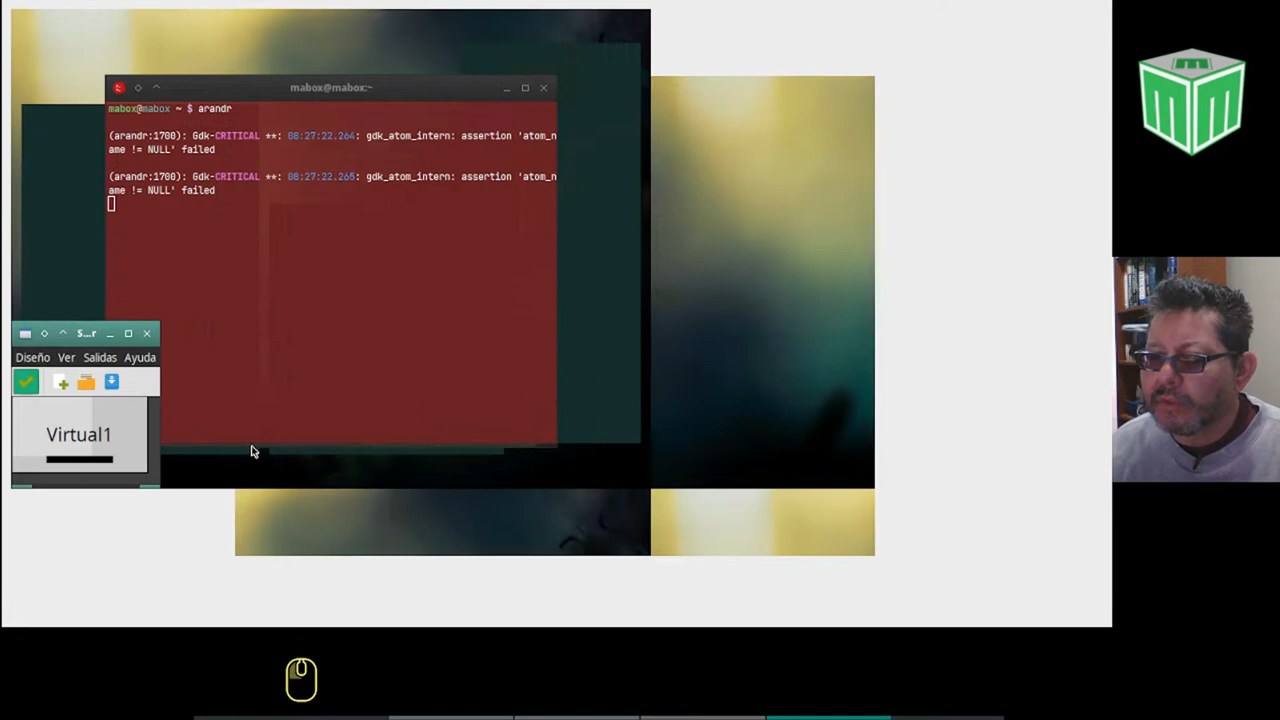 mabox@mabox:~
mabox@mabox ~ $ arandr
(arandr:1700): Gdk-CRITICAL **: 08:27:22.264: gdk_atom_intern: assertion 'atom_n
ame != NULL' failed
(arandr:1700): Gdk-CRITICAL **: 08:27:22.265: gdk_atom_intern: assertion 'atom_n
ame != NULL' failed
S...r
Diseño Ver Salidas Ayuda
Virtual1